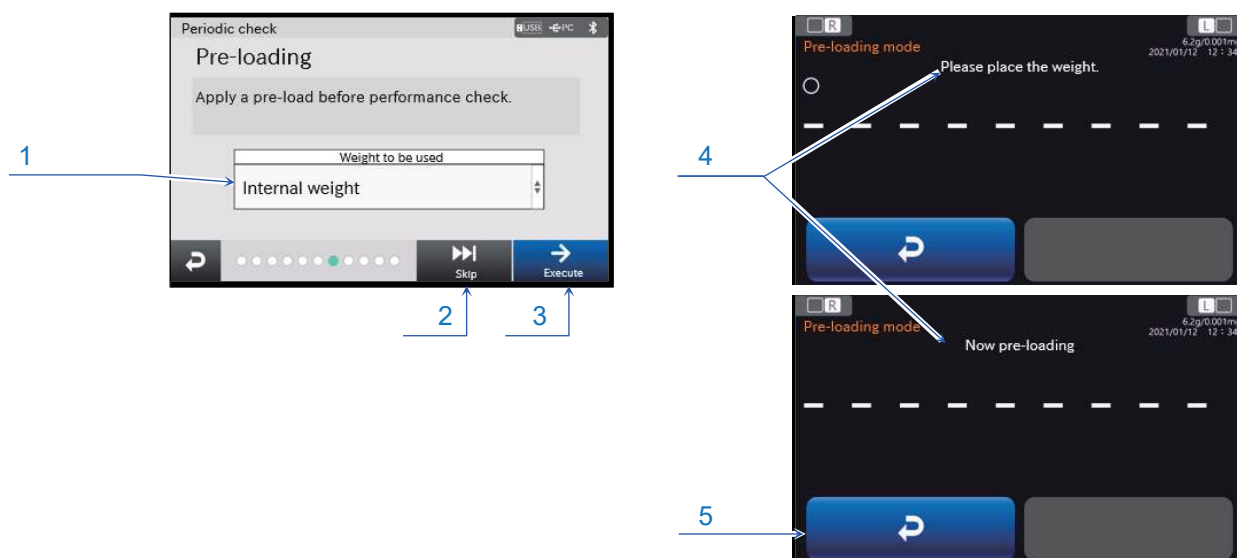 Periodic check
USB PC
Pre-loading
Apply a pre-load before performance check.
Weight to be used
Internal weight
Skip
Execute
1
2
3
R
L
Pre-loading mode
6.2g/0.001m
2021/01/12 12:34
Please place the weight.
4
R
L
Pre-loading mode
6.2g/0.001m
2021/01/12 12:34
Now pre-loading
5